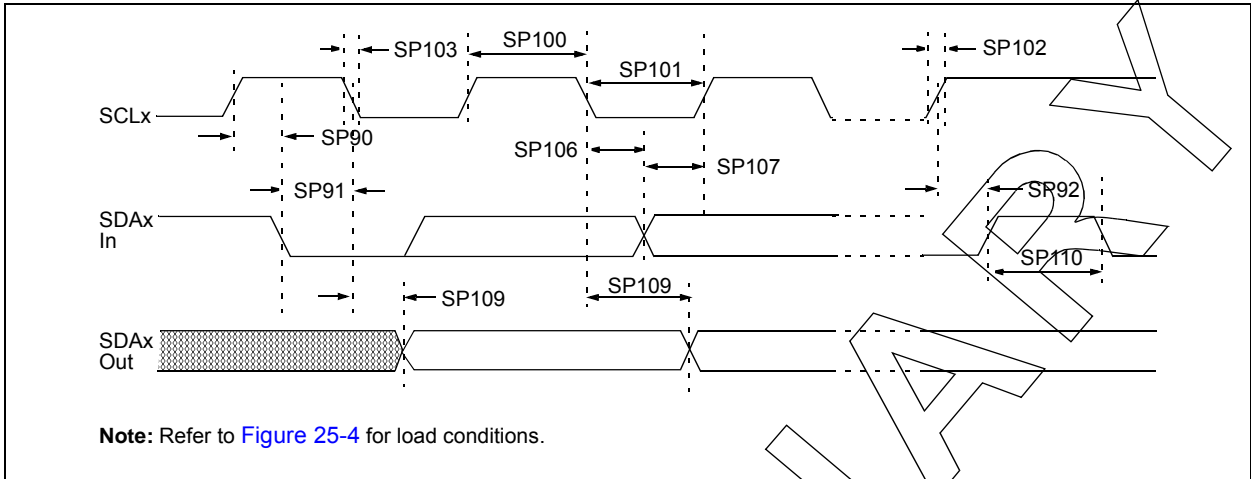 SP103
SP100
SP101
SP102
SCLx
SP90
SP106
SP107
SP91
SP92
SDAx
In
SP110
SP109
SP109
SDAx
Out
Note: Refer to Figure 25-4 for load conditions.
I A R Y